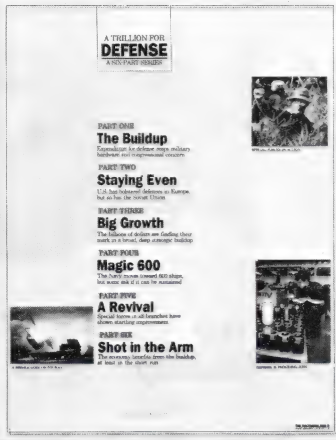 A TRILLION FOR
DEFENSE
A SIX-PART SERIES
PART ONE
The Buildup
Expenditure for defense reaps military
hardware and congressional concern
PART TWO
Staying Even
U.S. has bolstered defenses in Europe
but so has the Soviet Union
PART THREE
Big Growth
The billions of dollars are finding their
mark in a broad, deep strategic buildup
PART FOUR
Magic 600
The Navy moves toward 600 ships,
but some ask if it can be sustained
PART FIVE
A Revival
Special forces in all branches have
shown starting improvement
PART SIX
Shot in the Arm
The economy benefits from the buildup,
at least in the short run